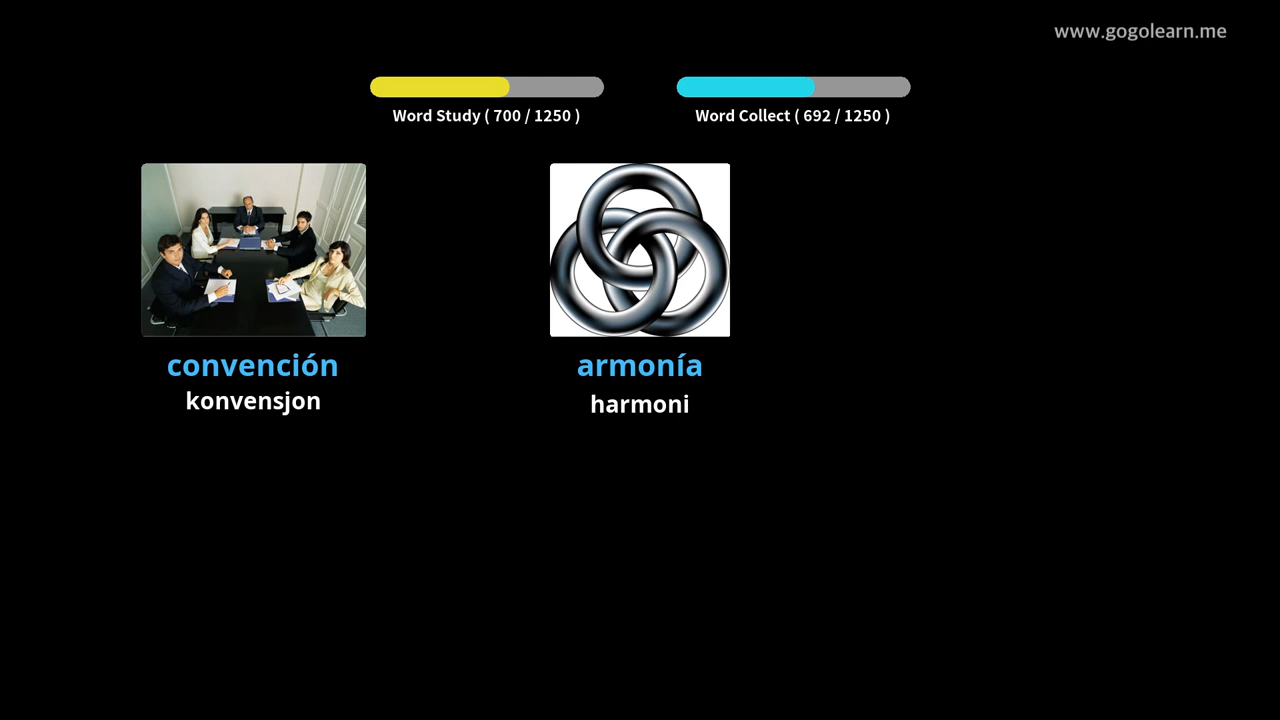 www.gogolearn.me
Word Study ( 700 / 1250 )
Word Collect ( 692 / 1250 )
convención
konvensjon
armonía
harmoni